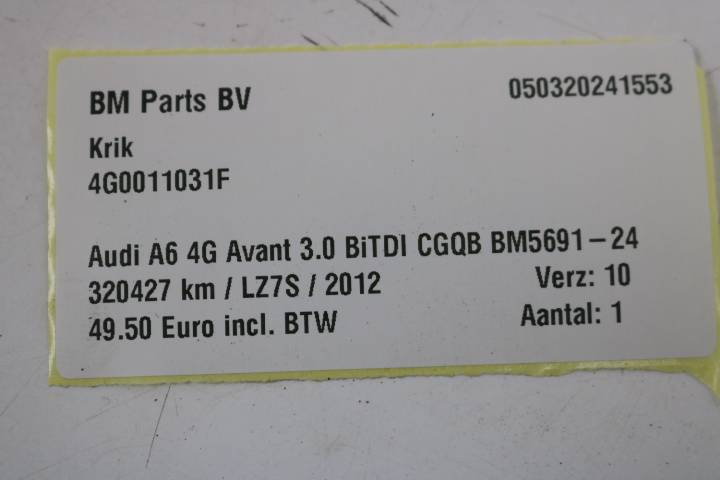 BM Parts BV 050320241553
Krik
4G0011031F
Audi A6 4G Avant 3.0 BiTDI CGQB BM5691-24
320427 km / LZ7S / 2012 Verz: 10
49.50 Euro incl. BTW Aantal: 1